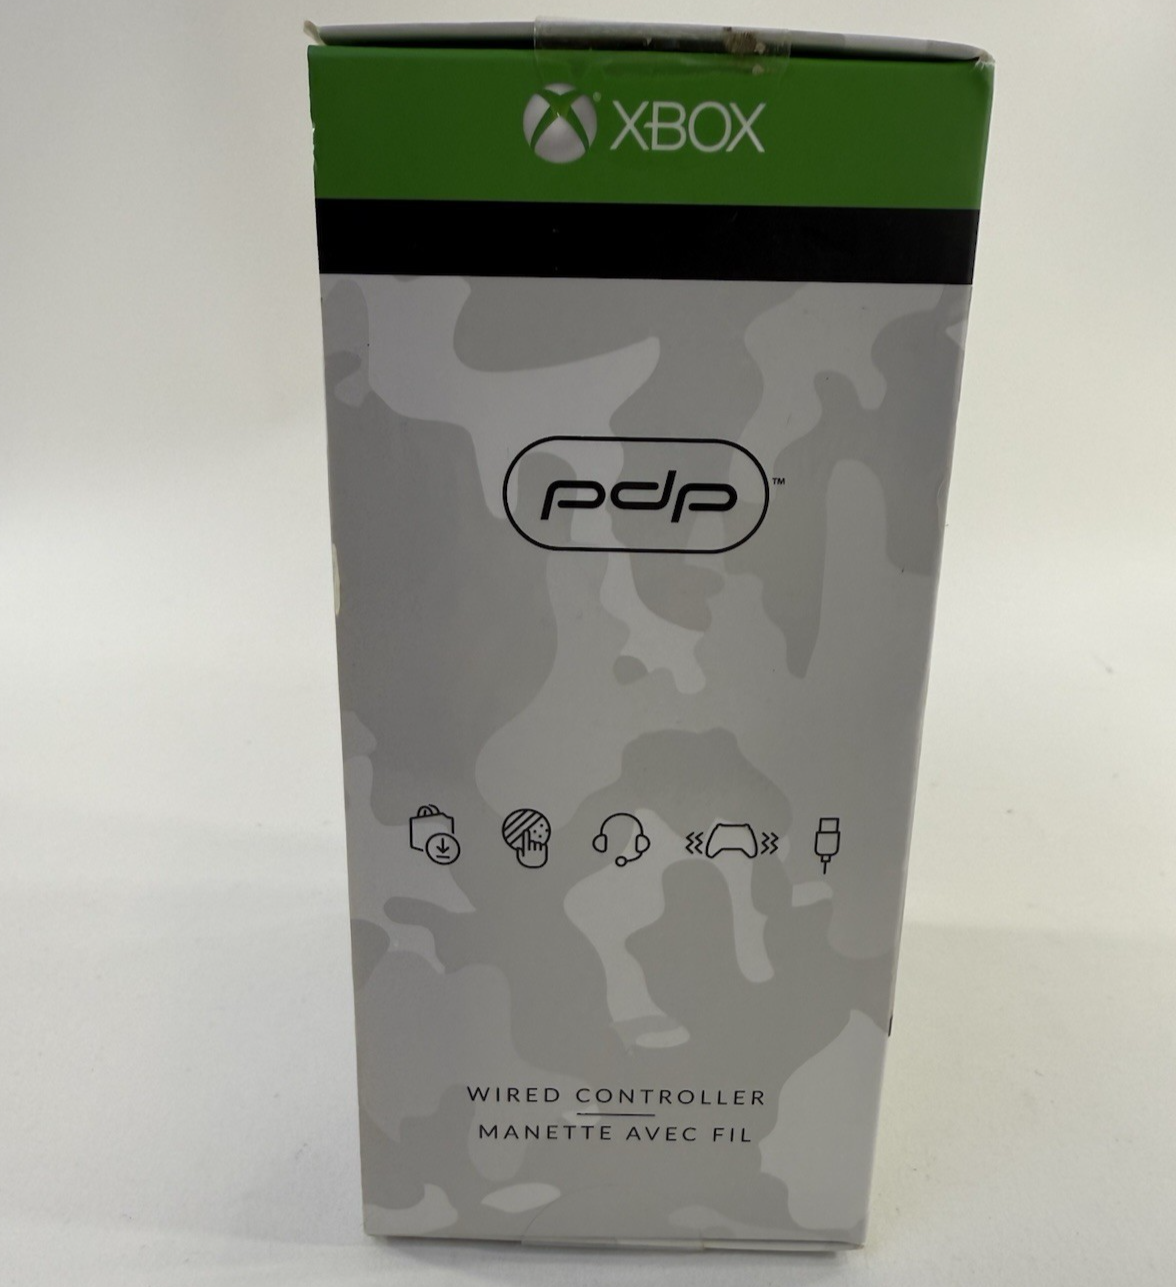 XBOX
pdp™
WIRED CONTROLLER
MANETTE AVEC FIL